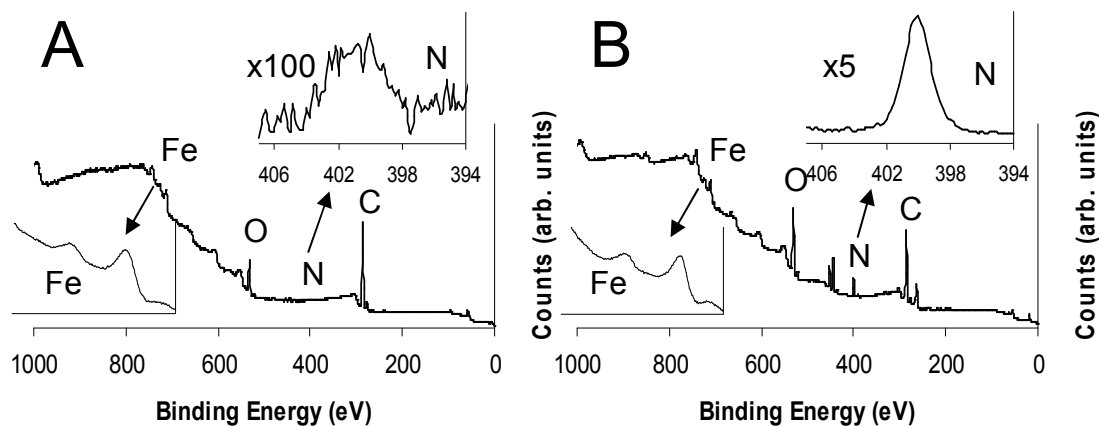 A
x100
N
406 402 398 394
Fe
O
N
C
Fe
1000 800 600 400 200 0
Binding Energy (eV)
Counts (arb. units)
B
x5
N
406 402 398 394
Fe
O
N
C
Fe
1000 800 600 400 200 0
Binding Energy (eV)
Counts (arb. units)